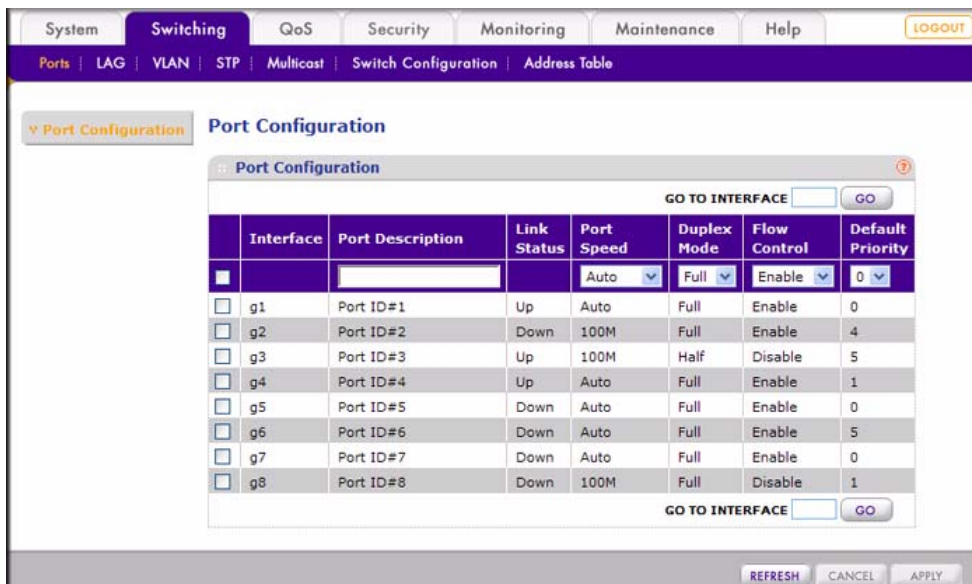 System Switching QoS Security Monitoring Maintenance Help LOGOUT
Ports LAG VLAN STP Multicast Switch Configuration Address Table
Port Configuration
Port Configuration
Port Configuration ?
GO TO INTERFACE GO
Interface Port Description Link Status Port Speed Duplex Mode Flow Control Default Priority
Auto Full Enable 0
g1 Port ID#1 Up Auto Full Enable 0
g2 Port ID#2 Down 100M Full Enable 4
g3 Port ID#3 Up 100M Half Disable 5
g4 Port ID#4 Up Auto Full Enable 1
g5 Port ID#5 Down Auto Full Enable 0
g6 Port ID#6 Down Auto Full Enable 5
g7 Port ID#7 Down Auto Full Enable 0
g8 Port ID#8 Down 100M Full Disable 1
GO TO INTERFACE GO
REFRESH CANCEL APPLY